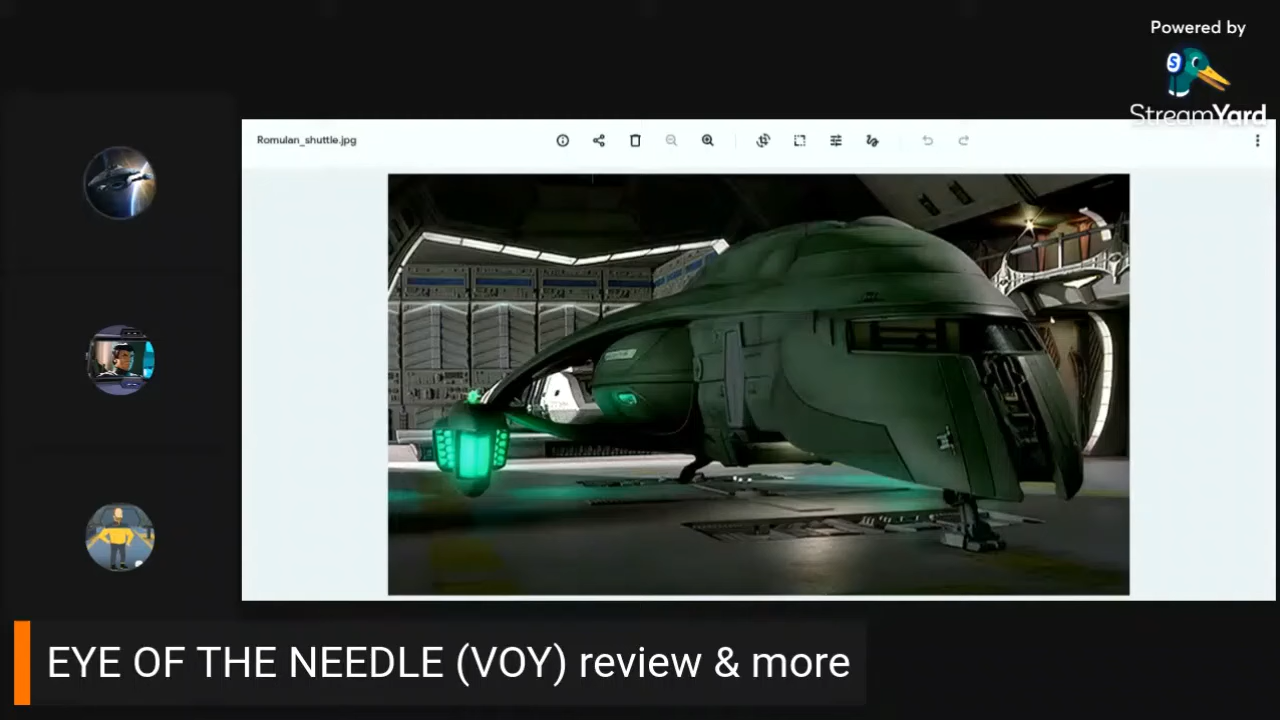 Powered by
StreamYard
Romulan_shuttle.jpg
EYE OF THE NEEDLE (VOY) review & more